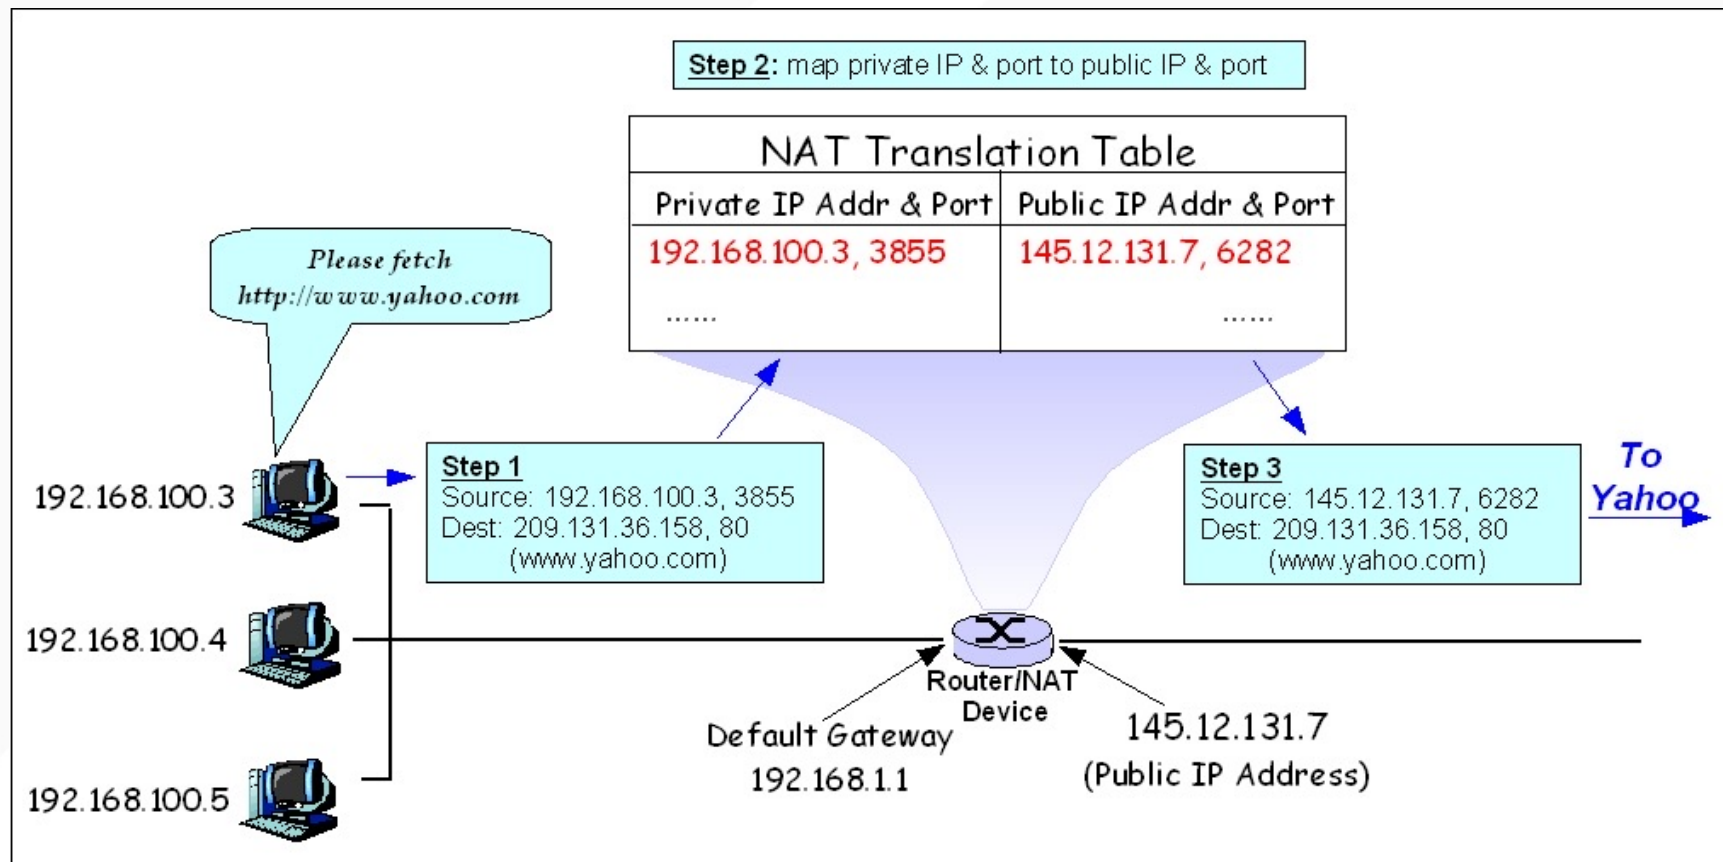 Step 2: map private IP & port to public IP & port
NAT Translation Table
Private IP Addr & Port
Public IP Addr & Port
192.168.100.3, 3855
145.12.131.7, 6282
......
......
Please fetch
http://www.yahoo.com
192.168.100.3
Step 1
Source: 192.168.100.3, 3855
Dest: 209.131.36.158, 80
(www.yahoo.com)
Step 3
Source: 145.12.131.7, 6282
Dest: 209.131.36.158, 80
(www.yahoo.com)
To
Yahoo
192.168.100.4
Router/NAT
Device
Default Gateway
192.168.1.1
145.12.131.7
(Public IP Address)
192.168.100.5